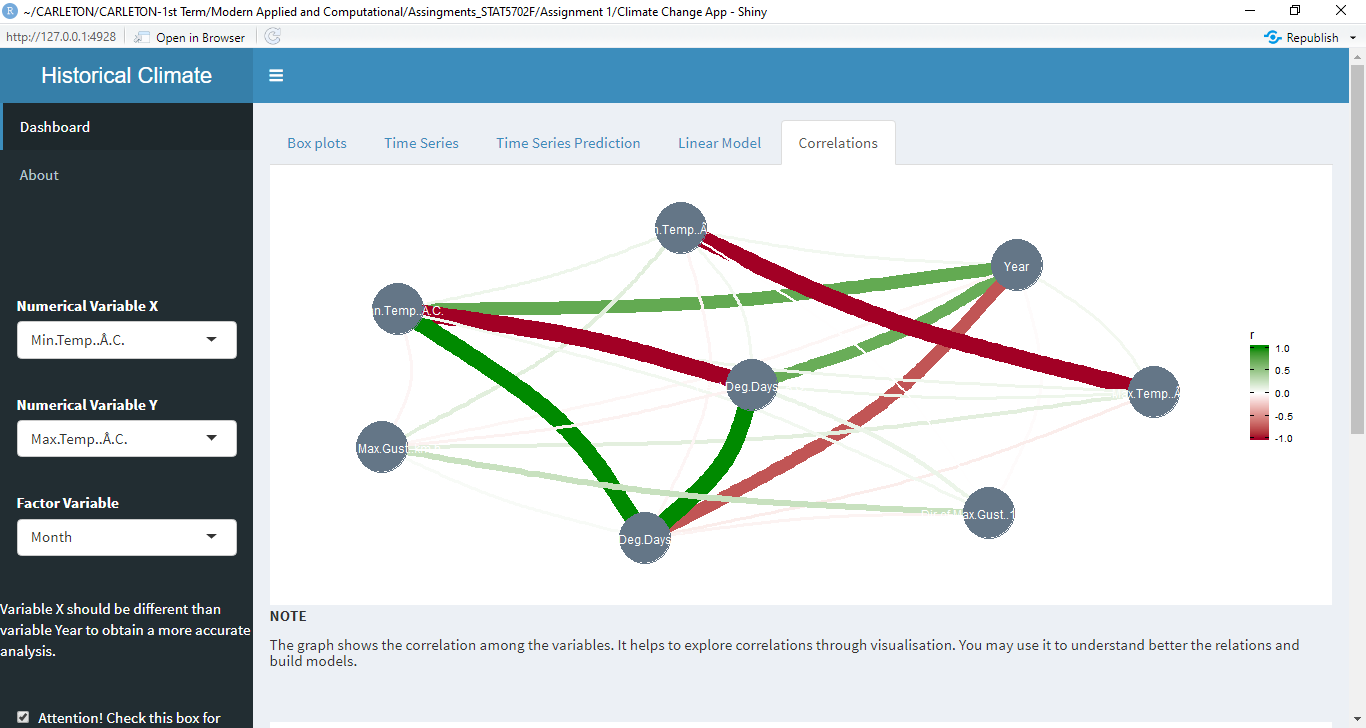 ~/CARLETON/CARLETON-1st Term/Modern Applied and Computational/Assingments_STAT5702F/Assignment 1/Climate Change App - Shiny
http://127.0.0.1:4928 Open in Browser Republish
Historical Climate
Dashboard
About
Numerical Variable X
Min.Temp..Â.C.
Numerical Variable Y
Max.Temp..Â.C.
Factor Variable
Month
Variable X should be different than
variable Year to obtain a more accurate
analysis.
Attention! Check this box for
Box plots Time Series Time Series Prediction Linear Model Correlations
n.Temp..Â
Year
n.Temp..Â.C.
Deg.Days
ax.Temp..Â
Max.Gust
Dir.of.Max.Gust..1
Deg.Days
r
1.0
0.5
0.0
-0.5
-1.0
NOTE
The graph shows the correlation among the variables. It helps to explore correlations through visualisation. You may use it to understand better the relations and
build models.